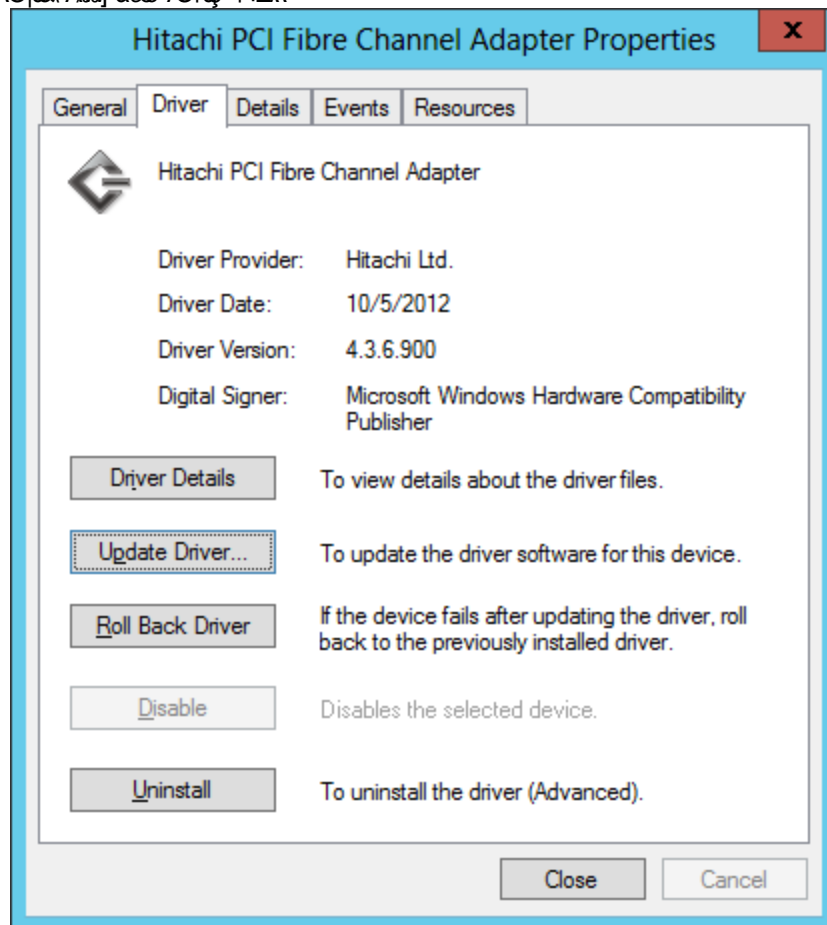 Hitachi PCI Fibre Channel Adapter Properties
x
General Driver Details Events Resources
Hitachi PCI Fibre Channel Adapter
Driver Provider: Hitachi Ltd.
Driver Date: 10/5/2012
Driver Version: 4.3.6.900
Digital Signer: Microsoft Windows Hardware Compatibility
Publisher
Driver Details To view details about the driver files.
Update Driver... To update the driver software for this device.
Roll Back Driver If the device fails after updating the driver, roll
back to the previously installed driver.
Disable Disables the selected device.
Uninstall To uninstall the driver (Advanced).
Close Cancel